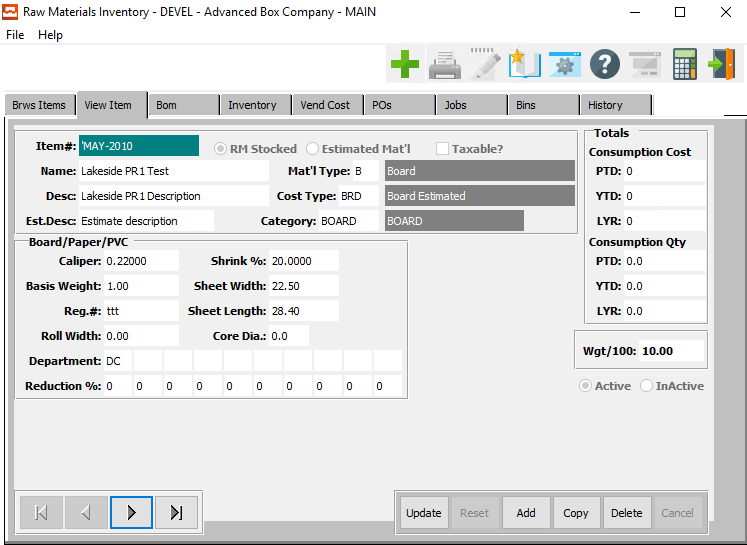 Raw Materials Inventory - DEVEL - Advanced Box Company - MAIN
File Help
Brws Items View Item Bom Inventory Vend Cost POs Jobs Bins History
Item#: 'MAY-2010 RM Stocked Estimated Mat'l Taxable?
Name: Lakeside PR1 Test Mat'l Type: B Board
Desc: Lakeside PR1 Description Cost Type: BRD Board Estimated
Est.Desc: Estimate description Category: BOARD BOARD
Totals
Consumption Cost
PTD: 0
YTD: 0
LYR: 0
Consumption Qty
PTD: 0.0
YTD: 0.0
LYR: 0.0
Board/Paper/PVC
Caliper: 0.22000 Shrink %: 20.0000
Basis Weight: 1.00 Sheet Width: 22.50
Reg.#: ttt Sheet Length: 28.40
Roll Width: 0.00 Core Dia.: 0.0
Department: DC
Reduction %: 0 0 0 0 0 0 0 0 0 0
Wgt/100: 10.00
Active InActive
Update Reset Add Copy Delete Cancel